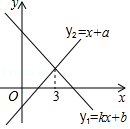 y
y₂=x+a
O
3
x
y₁=kx+b